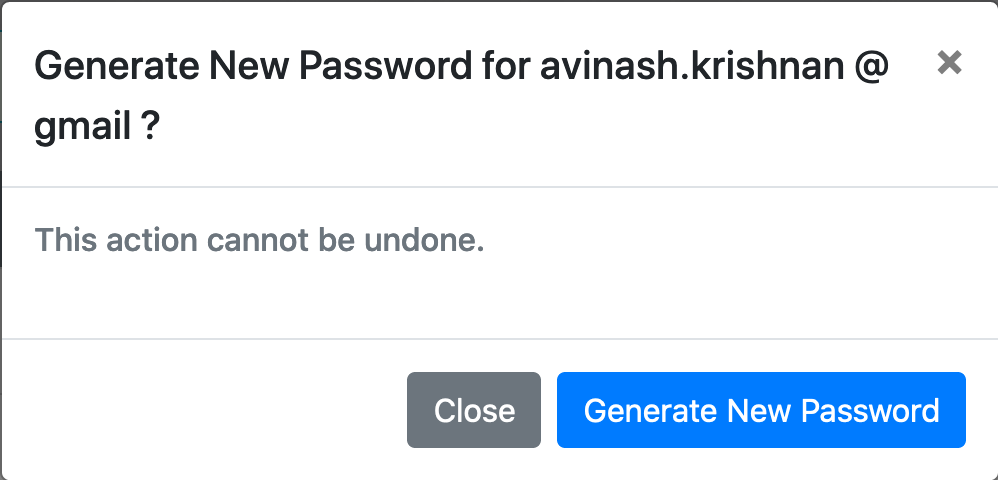 Generate New Password for avinash.krishnan @
gmail ?
×
This action cannot be undone.
Close
Generate New Password